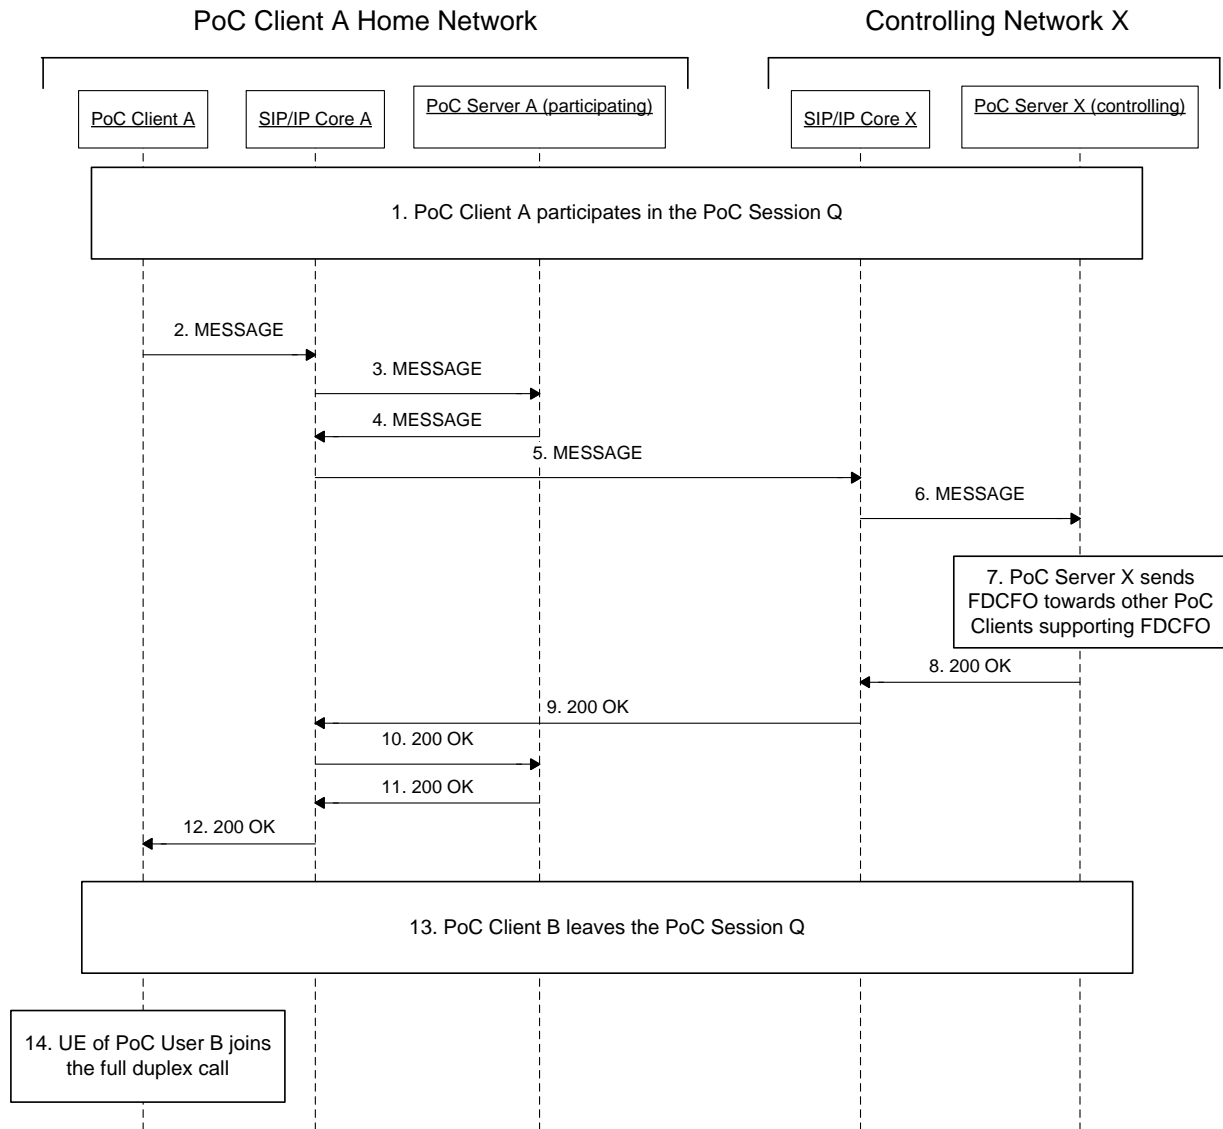 PoC Client A Home Network
Controlling Network X
PoC Client A
SIP/IP Core A
PoC Server A (participating)
SIP/IP Core X
PoC Server X (controlling)
1. PoC Client A participates in the PoC Session Q
2. MESSAGE
3. MESSAGE
4. MESSAGE
5. MESSAGE
6. MESSAGE
7. PoC Server X sends
FDCFO towards other PoC
Clients supporting FDCFO
8. 200 OK
9. 200 OK
10. 200 OK
11. 200 OK
12. 200 OK
13. PoC Client B leaves the PoC Session Q
14. UE of PoC User B joins
the full duplex call